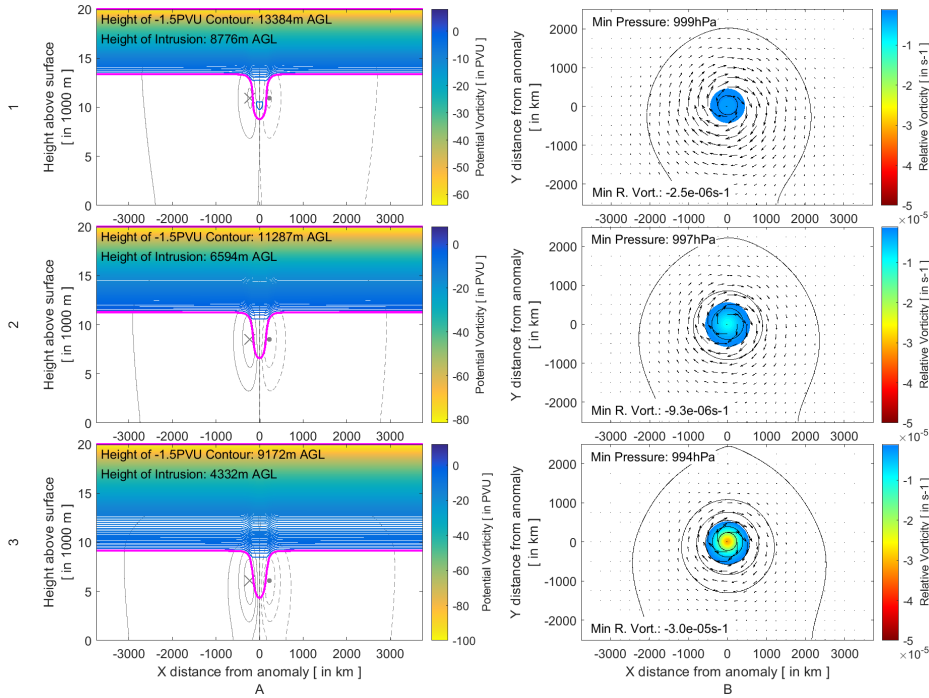 Height of -1.5PVU Contour: 13384m AGL
Height of Intrusion: 8776m AGL
20
15
10
5
0
-3000 -2000 -1000 0 1000 2000 3000
Height above surface
[ in 1000 m ]
1
0
-10
-20
-30
-40
-50
-60
Potential Vorticity [ in PVU ]
Min Pressure: 999hPa
Min R. Vort.: -2.5e-06s-1
2000
1000
0
-1000
-2000
-2000 -1000 0 1000 2000 3000
Y distance from anomaly
[ in km ]
-1
-2
-3
-4
-5
×10^-5
Relative Vorticity [ in s-1 ]
Height of -1.5PVU Contour: 11287m AGL
Height of Intrusion: 6594m AGL
20
15
10
5
0
-3000 -2000 -1000 0 1000 2000 3000
Height above surface
[ in 1000 m ]
2
0
-20
-40
-60
-80
Potential Vorticity [ in PVU ]
Min Pressure: 997hPa
Min R. Vort.: -9.3e-06s-1
2000
1000
0
-1000
-2000
-2000 -1000 0 1000 2000 3000
Y distance from anomaly
[ in km ]
-1
-2
-3
-4
-5
×10^-5
Relative Vorticity [ in s-1 ]
Height of -1.5PVU Contour: 9172m AGL
Height of Intrusion: 4332m AGL
20
15
10
5
0
-3000 -2000 -1000 0 1000 2000 3000
Height above surface
[ in 1000 m ]
3
X distance from anomaly [ in km ]
A
0
-20
-40
-60
-80
-100
Potential Vorticity [ in PVU ]
Min Pressure: 994hPa
Min R. Vort.: -3.0e-05s-1
2000
1000
0
-1000
-2000
-3000 -2000 -1000 0 1000 2000 3000
Y distance from anomaly
[ in km ]
X distance from anomaly [ in km ]
B
-1
-2
-3
-4
-5
×10^-5
Relative Vorticity [ in s-1 ]